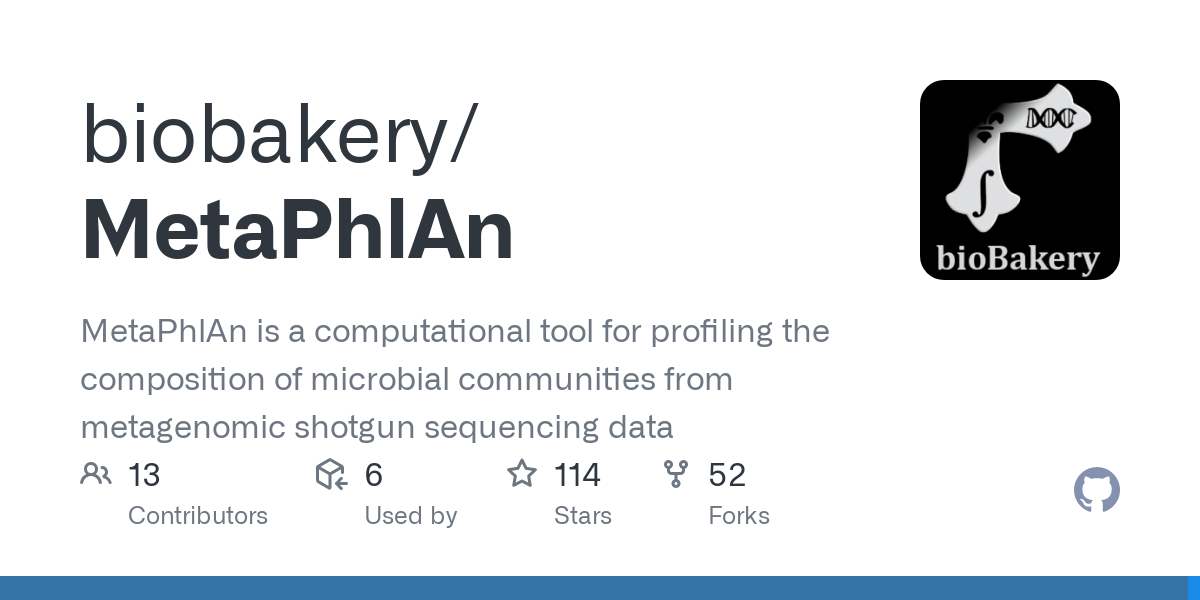 biobakery/
MetaPhlAn
bioBakery
MetaPhlAn is a computational tool for profiling the
composition of microbial communities from
metagenomic shotgun sequencing data
13
Contributors
6
Used by
114
Stars
52
Forks